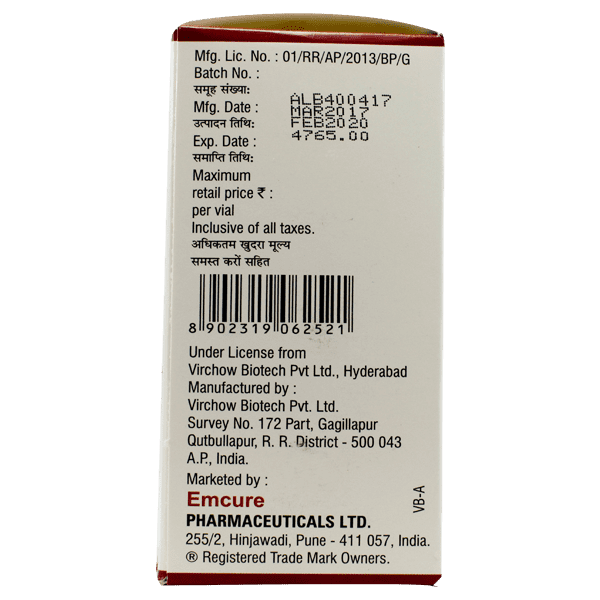 Mfg. Lic. No. : 01/RR/AP/2013/BP/G
Batch No. :
समूह संख्या:
ALB400417
Mfg. Date :
MAR2017
उत्पादन तिथि:
FEB2020
Exp. Date :
4765.00
समाप्ति तिथि:
Maximum
retail price ₹ :
per vial
Inclusive of all taxes.
अधिकतम खुदरा मूल्य
समस्त करों सहित
8 902319 062521
Under License from
Virchow Biotech Pvt Ltd., Hyderabad
Manufactured by :
Virchow Biotech Pvt. Ltd.
Survey No. 172 Part, Gagillapur
Qutbullapur, R. R. District - 500 043
A.P., India.
Marketed by :
Emcure
PHARMACEUTICALS LTD.
255/2, Hinjawadi, Pune - 411 057, India.
® Registered Trade Mark Owners.
VB-A